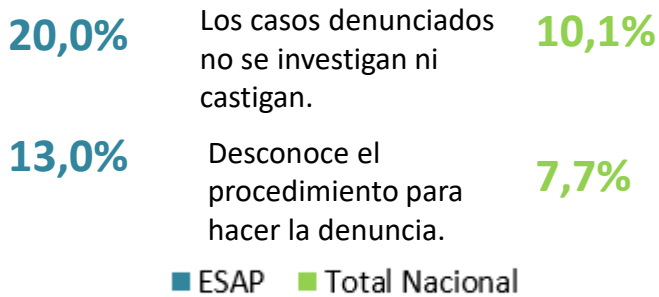 20,0%
Los casos denunciados
no se investigan ni
castigan.
10,1%
13,0%
Desconoce el
procedimiento para
hacer la denuncia.
7,7%
ESAP Total Nacional